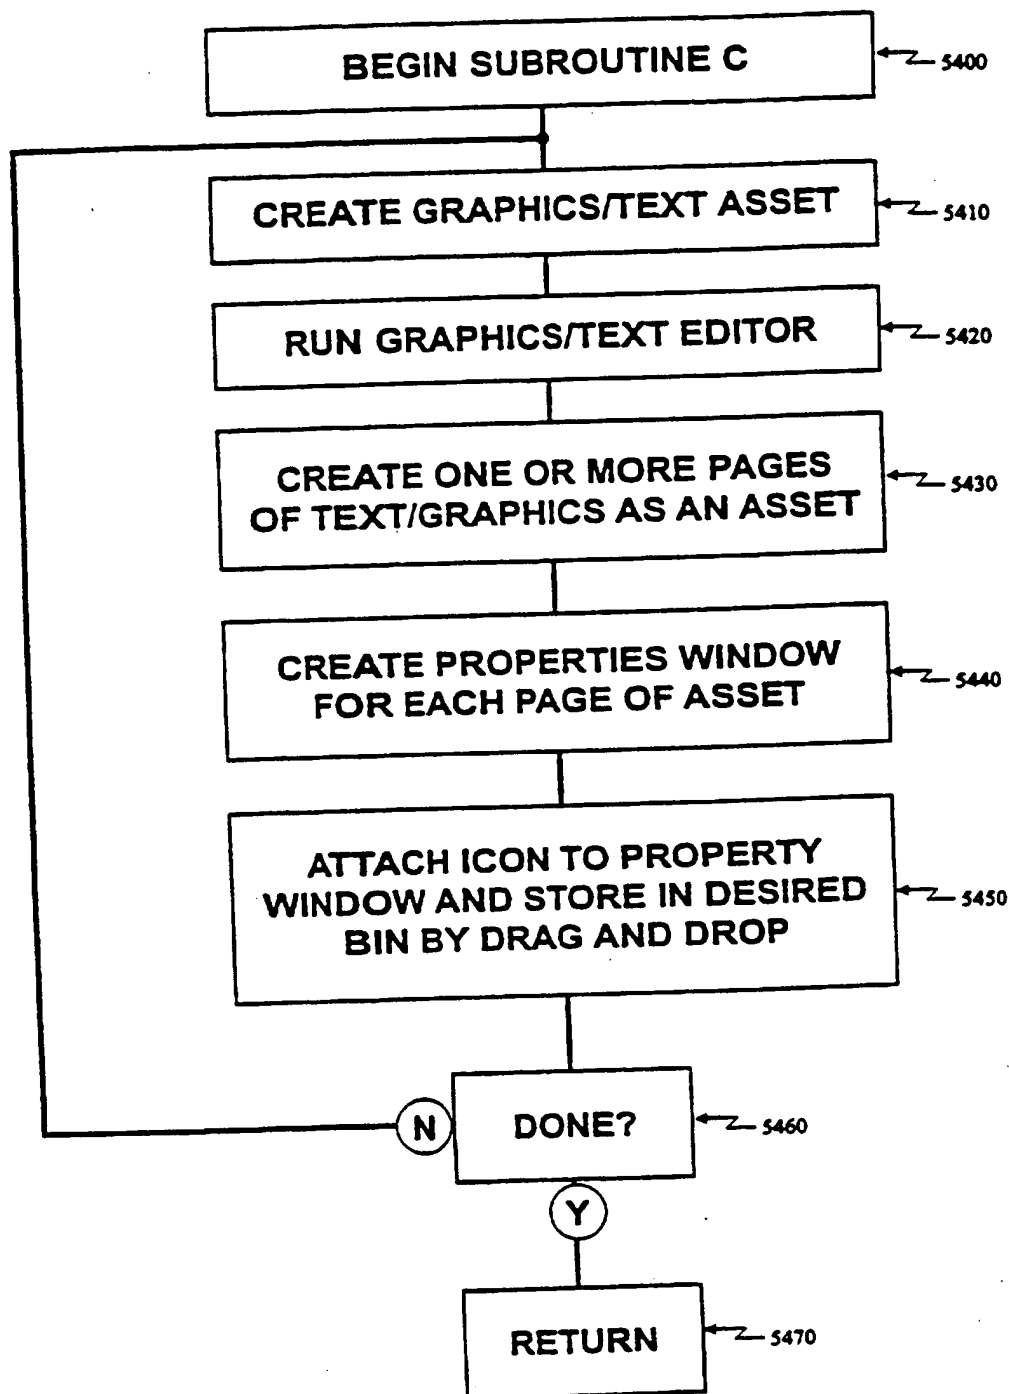 BEGIN SUBROUTINE C
5400
CREATE GRAPHICS/TEXT ASSET
5410
RUN GRAPHICS/TEXT EDITOR
5420
CREATE ONE OR MORE PAGES
OF TEXT/GRAPHICS AS AN ASSET
5430
CREATE PROPERTIES WINDOW
FOR EACH PAGE OF ASSET
5440
ATTACH ICON TO PROPERTY
WINDOW AND STORE IN DESIRED
BIN BY DRAG AND DROP
5450
N
DONE?
5460
Y
RETURN
5470